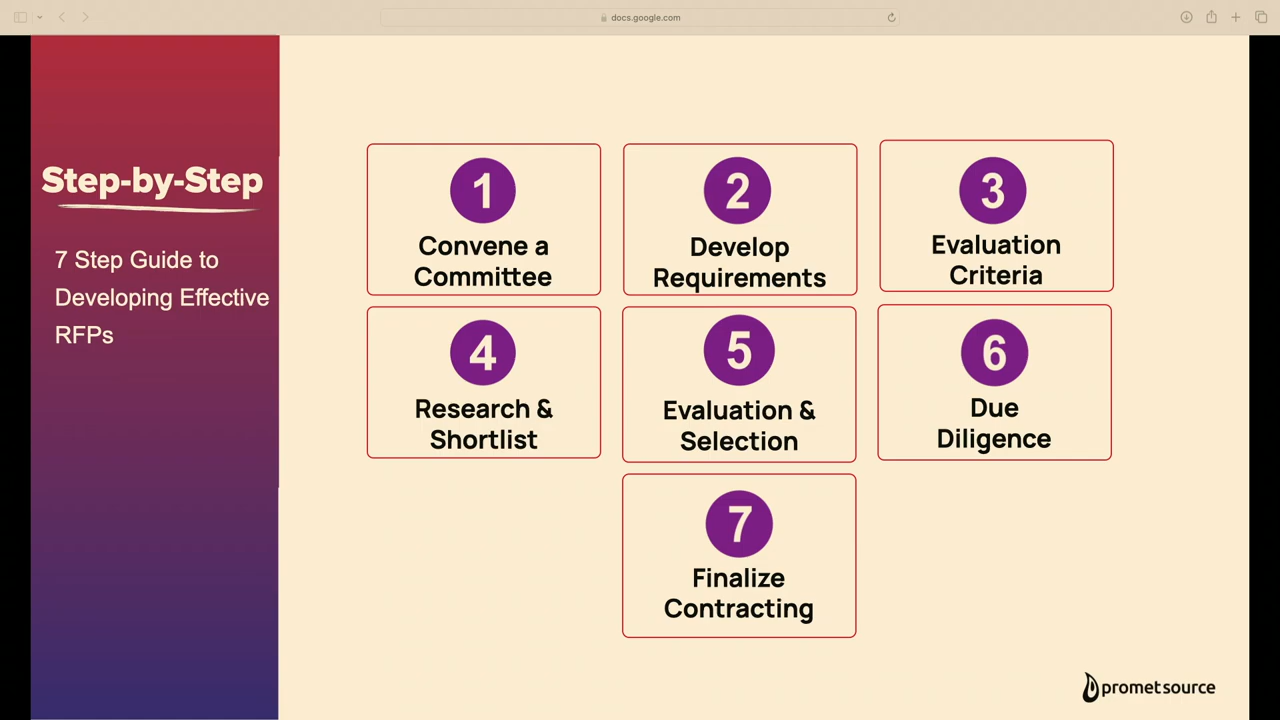 docs.google.com
Step-by-Step
7 Step Guide to
Developing Effective
RFPs
1
Convene a
Committee
2
Develop
Requirements
3
Evaluation
Criteria
4
Research &
Shortlist
5
Evaluation &
Selection
6
Due
Diligence
7
Finalize
Contracting
prometsource